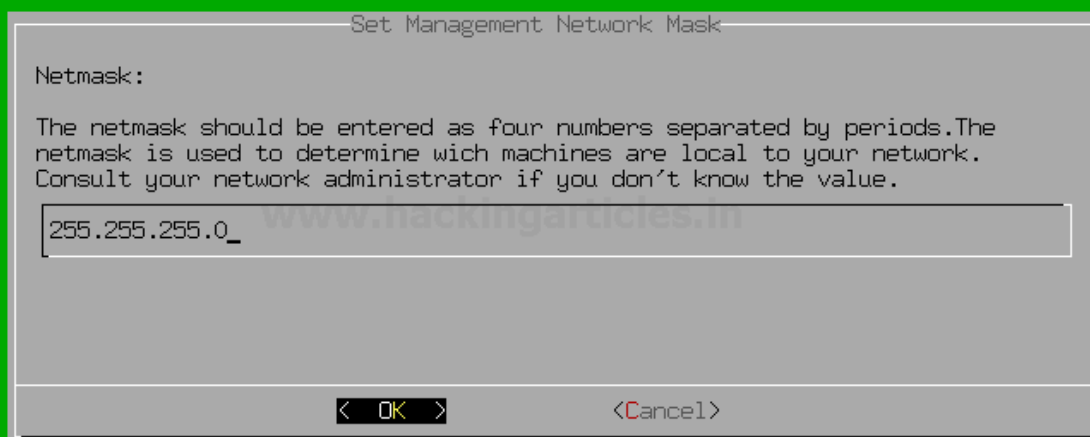 Set Management Network Mask
Netmask:
The netmask should be entered as four numbers separated by periods.The
netmask is used to determine wich machines are local to your network.
Consult your network administrator if you don't know the value.
www.hackingarticles.in
255.255.255.0_
< OK > <Cancel>